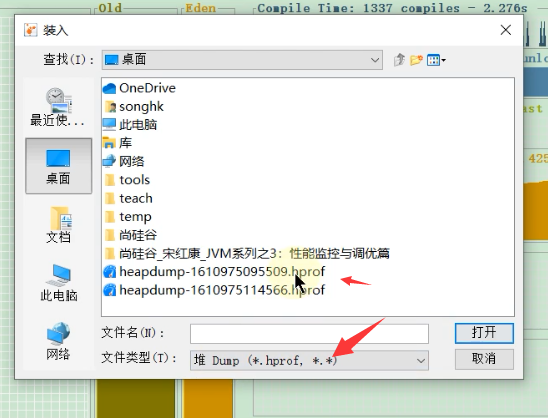 Old
Eden
Compile Time: 1337 compiles - 2.276s
装入
查找(I):
桌面
最近使...
桌面
文档
此电脑
网络
OneDrive
songhk
此电脑
库
网络
tools
teach
temp
尚硅谷
尚硅谷_宋红康_JVM系列之3：性能监控与调优篇
heapdump-1610975095509.hprof
heapdump-1610975114566.hprof
文件名(N):
打开
文件类型(T):
堆 Dump (*.hprof, *.*)
取消